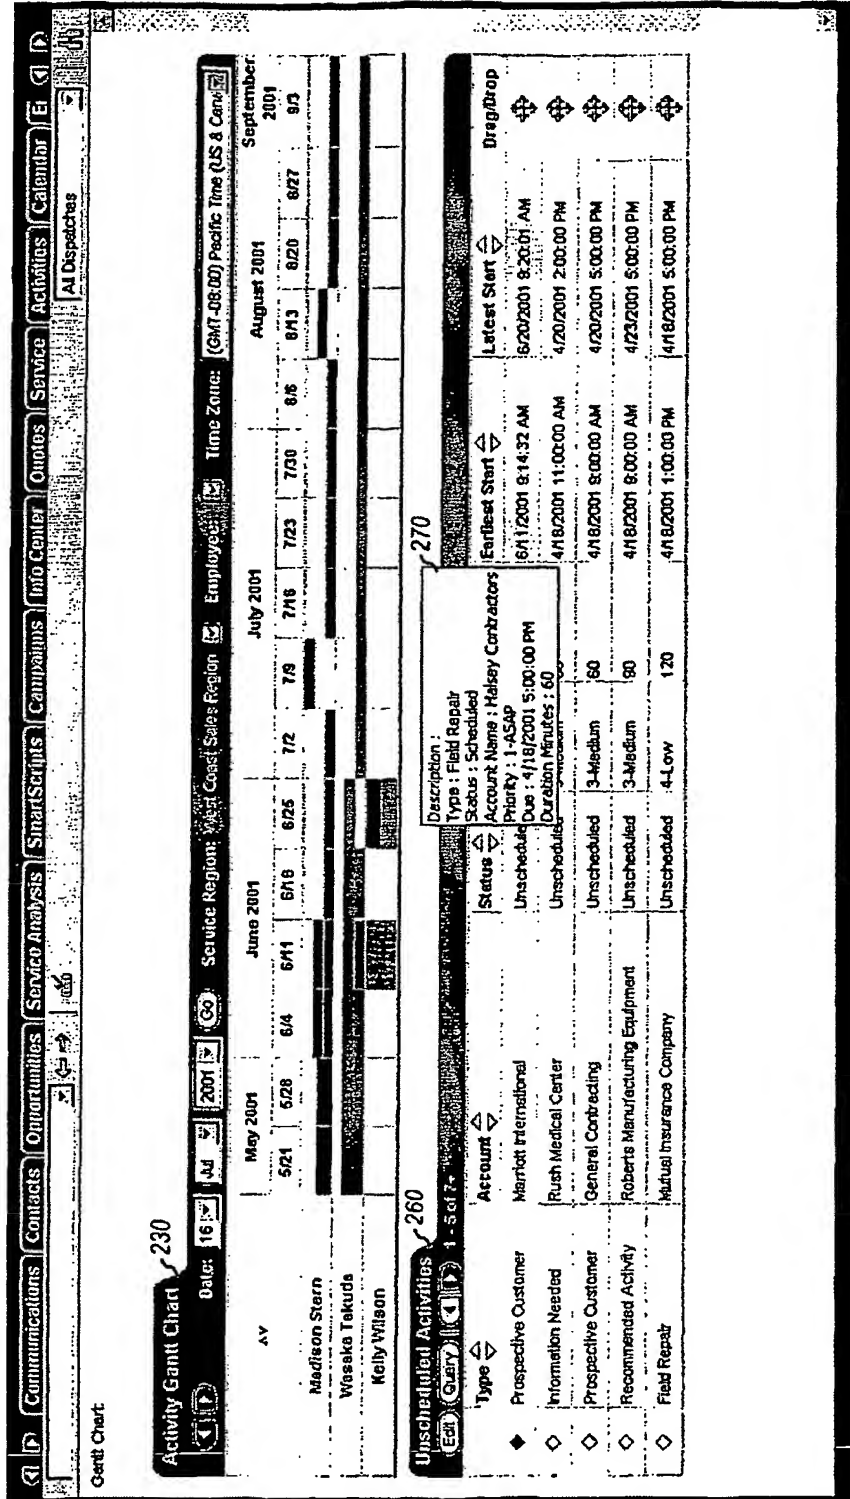 Communications Contacts Opportunities Service Analysis SmartScripts Campaigns Info Center Quotes Service Activities Calendar E
All Dispatches
Gantt Chart:
Activity Gantt Chart 230
Date: 16 Jul 2001 Go Service Region: West Coast Sales Region Employee: Time Zone: (GMT-08:00) Pacific Time (US & Cana
May 2001 June 2001 July 2001 August 2001 September 2001
5/21 5/28 6/4 6/11 6/18 6/25 7/2 7/9 7/16 7/23 7/30 8/6 8/13 8/20 8/27 9/3
Madison Stern
Wasaka Takuda
Kelly Wilson
Unscheduled Activities 260
Edit Query 1 - 5 of 7+
270
Description :
Type : Field Repair
Status : Scheduled
Account Name : Halsey Contractors
Priority : 1-ASAP
Due : 4/18/2001 5:00:00 PM
Duration Minutes : 60
Type Account Status Earliest Start Latest Start Drag/Drop
Prospective Customer Marriott International Unschedule 6/11/2001 9:14:32 AM 6/20/2001 9:20:01 AM
Information Needed Rush Medical Center Unscheduled 4/18/2001 11:00:00 AM 4/20/2001 2:00:00 PM
Prospective Customer General Contracting Unscheduled 3-Medium 60 4/18/2001 9:00:00 AM 4/20/2001 5:00:00 PM
Recommended Activity Roberts Manufacturing Equipment Unscheduled 3-Medium 90 4/18/2001 9:00:00 AM 4/23/2001 5:00:00 PM
Field Repair Mutual Insurance Company Unscheduled 4-Low 120 4/18/2001 1:00:00 PM 4/18/2001 5:00:00 PM